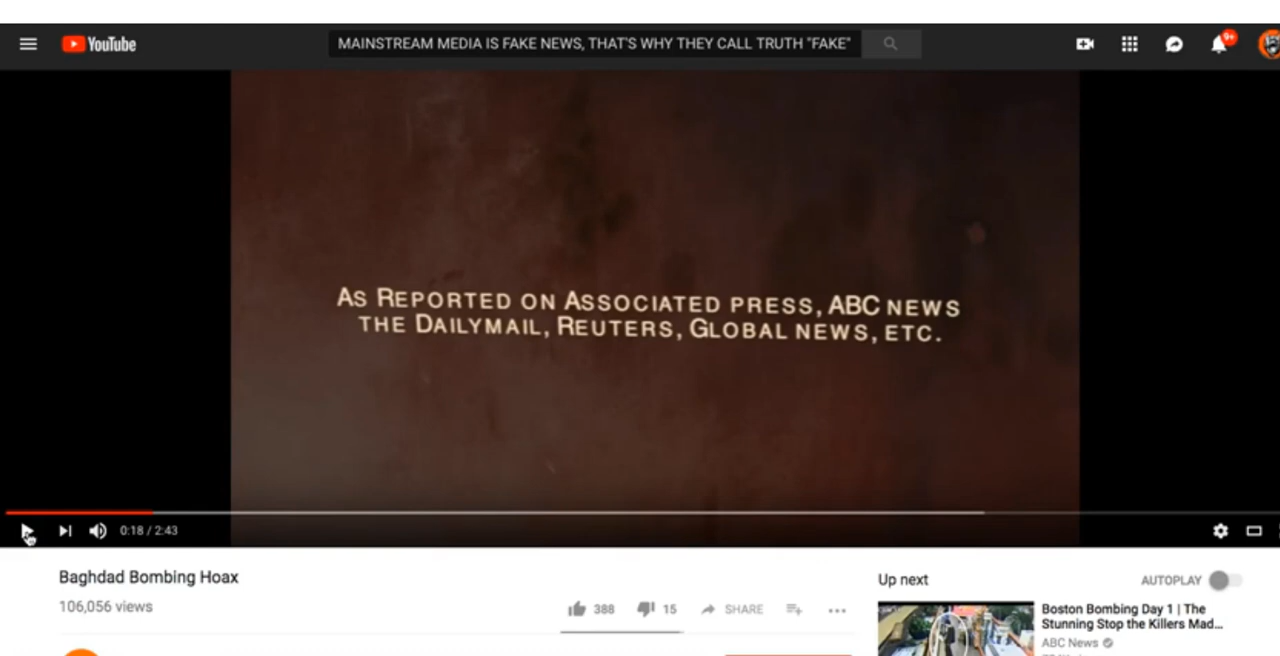 YouTube
MAINSTREAM MEDIA IS FAKE NEWS, THAT'S WHY THEY CALL TRUTH "FAKE"
9+
AS REPORTED ON ASSOCIATED PRESS, ABC NEWS
THE DAILYMAIL, REUTERS, GLOBAL NEWS, ETC.
0:18 / 2:43
Baghdad Bombing Hoax
106,056 views
388
15
SHARE
Up next
AUTOPLAY
Boston Bombing Day 1 | The
Stunning Stop the Killers Mad...
ABC News